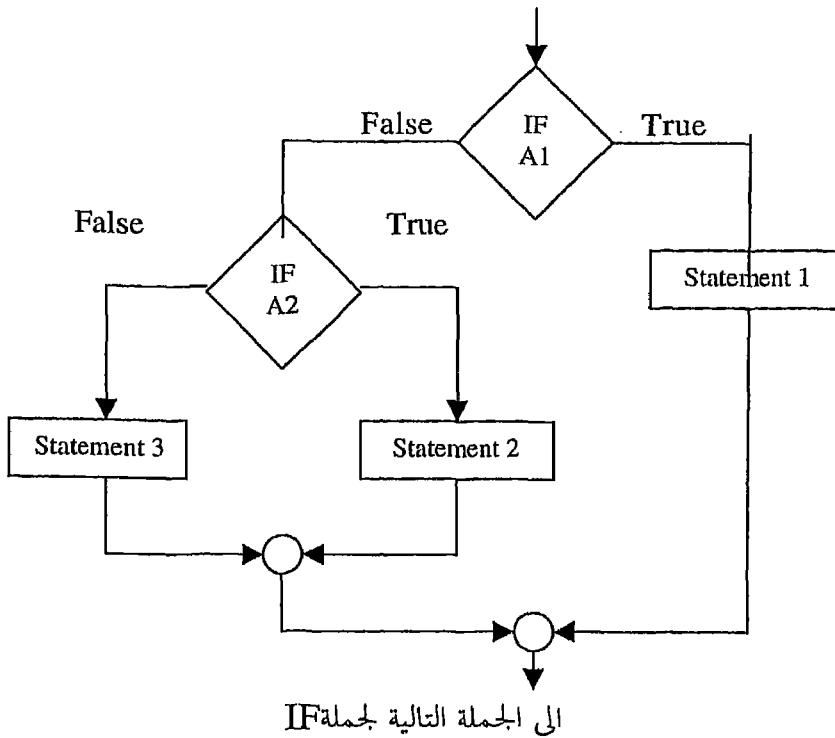 False
IF
A1
True
False
IF
A2
True
Statement 1
Statement 3
Statement 2
الى الجملة التالية لجملة IF